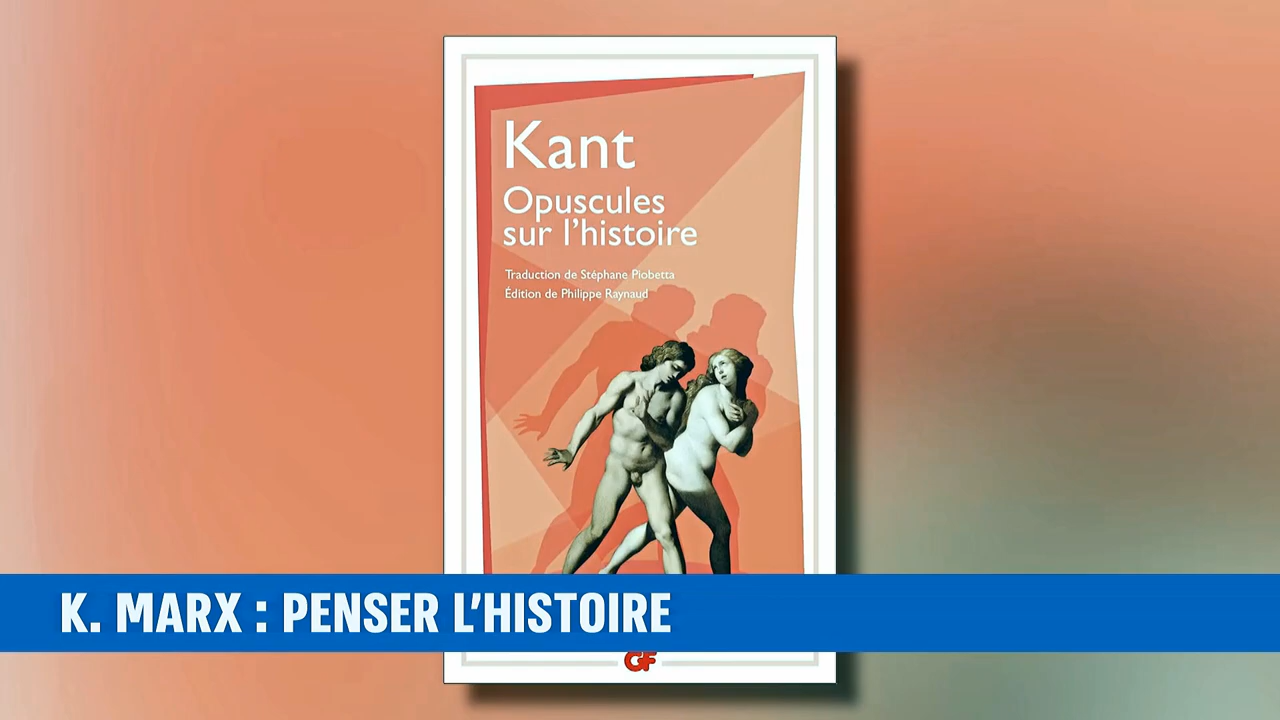 Kant
Opuscules
sur l'histoire
Traduction de Stéphane Piobetta
Édition de Philippe Raynaud
K. MARX : PENSER L'HISTOIRE
GF